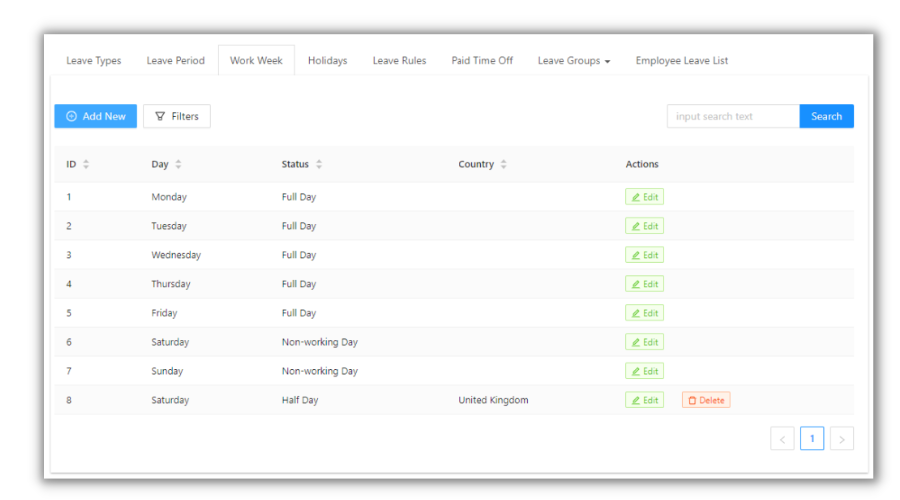 Leave Types Leave Period Work Week Holidays Leave Rules Paid Time Off Leave Groups Employee Leave List
Add New Filters input search text Search
ID Day Status Country Actions
1 Monday Full Day Edit
2 Tuesday Full Day Edit
3 Wednesday Full Day Edit
4 Thursday Full Day Edit
5 Friday Full Day Edit
6 Saturday Non-working Day Edit
7 Sunday Non-working Day Edit
8 Saturday Half Day United Kingdom Edit Delete
< 1 >